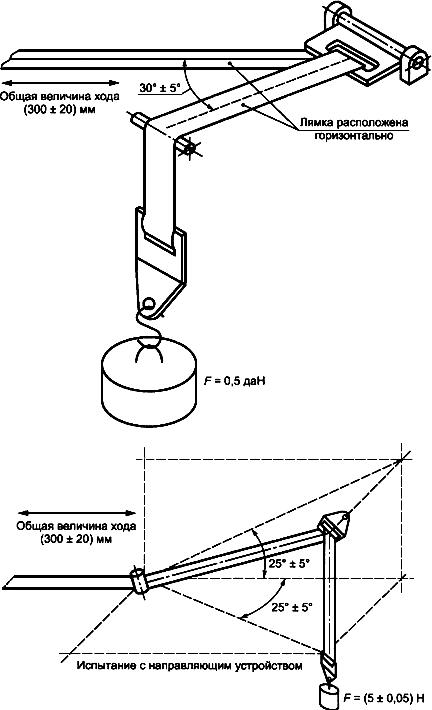 30° ± 5°
Общая величина хода
(300 ± 20) мм
Лямка расположена
горизонтально
F = 0,5 даН
Общая величина хода
(300 ± 20) мм
25° ± 5°
25° ± 5°
Испытание с направляющим устройством
F = (5 ± 0,05) Н